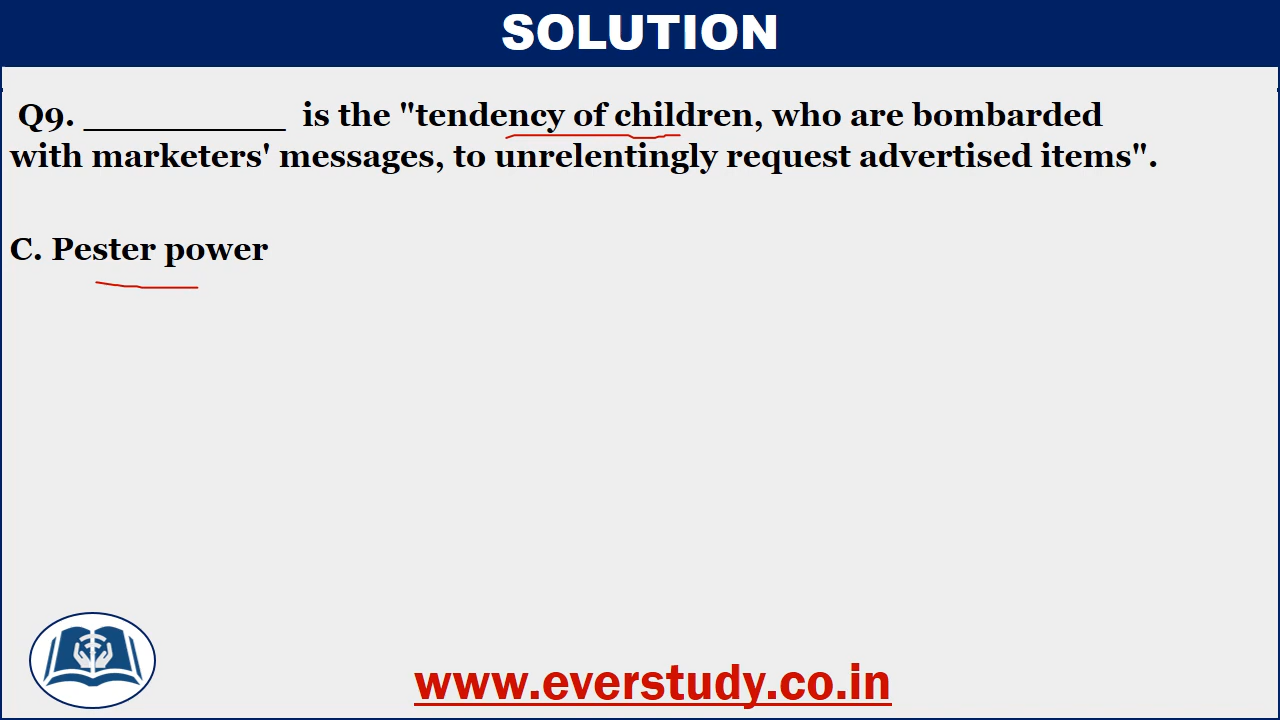 SOLUTION
Q9. ____________ is the "tendency of children, who are bombarded
with marketers' messages, to unrelentingly request advertised items".
C. Pester power
www.everstudy.co.in